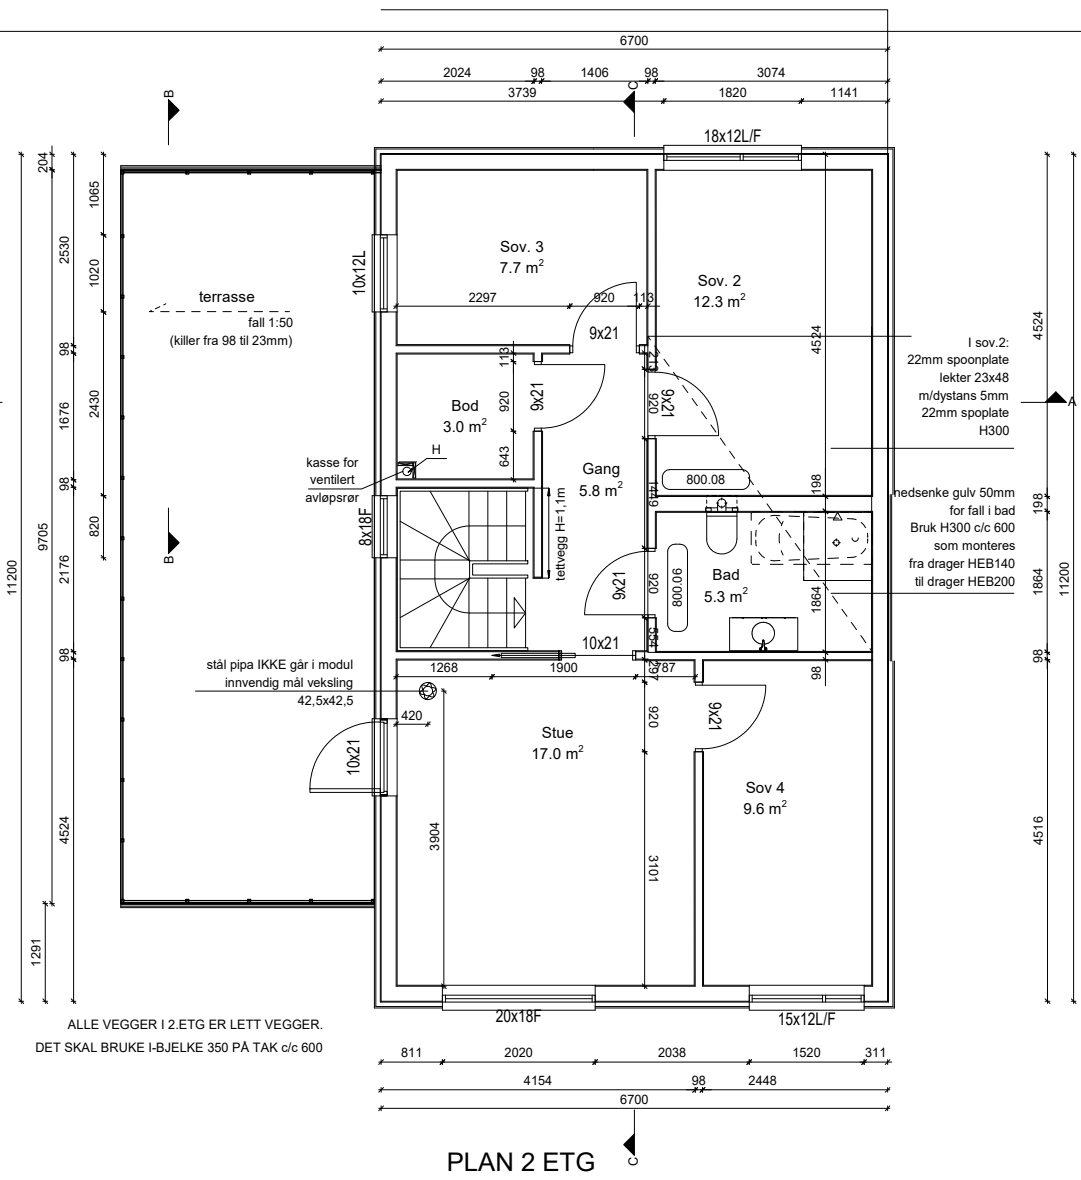 6700
2024 98 1406 98 3074
3739 1820 1141
B
C
18x12L/F
204
1065
2530
1020
98
1676
2430
98
820
9705
2176
11200
98
4524
1291
terrasse
fall 1:50
(killer fra 98 til 23mm)
B
10x12L
Sov. 3
7.7 m²
2297 920 113
9x21
Sov. 2
12.3 m²
4524
113
920
643
9x21
Bod
3.0 m²
H
kasse for
ventilert
avløpsrør
8x18F
213
920
9x21
Gang
5.8 m²
1449
800.08
198
tettvegg H=1,1m
9x21
920
800.06
Bad
5.3 m²
1864
554
10x21
I sov.2:
22mm spoonplate
lekter 23x48
m/dystans 5mm
22mm spoplate
H300
nedsenke gulv 50mm
for fall i bad
Bruk H300 c/c 600
som monteres
fra drager HEB140
til drager HEB200
4524
A
198
1864
11200
98
4516
stål pipa IKKE går i modul
innvendig mål veksling
42,5x42,5
1268 1900 787
297
98
420
10x21
Stue
17.0 m²
920
9x21
3904
3101
Sov 4
9.6 m²
20x18F
15x12L/F
ALLE VEGGER I 2.ETG ER LETT VEGGER.
DET SKAL BRUKE I-BJELKE 350 PÅ TAK c/c 600
811 2020 2038 1520 311
4154 98 2448
6700
C
PLAN 2 ETG